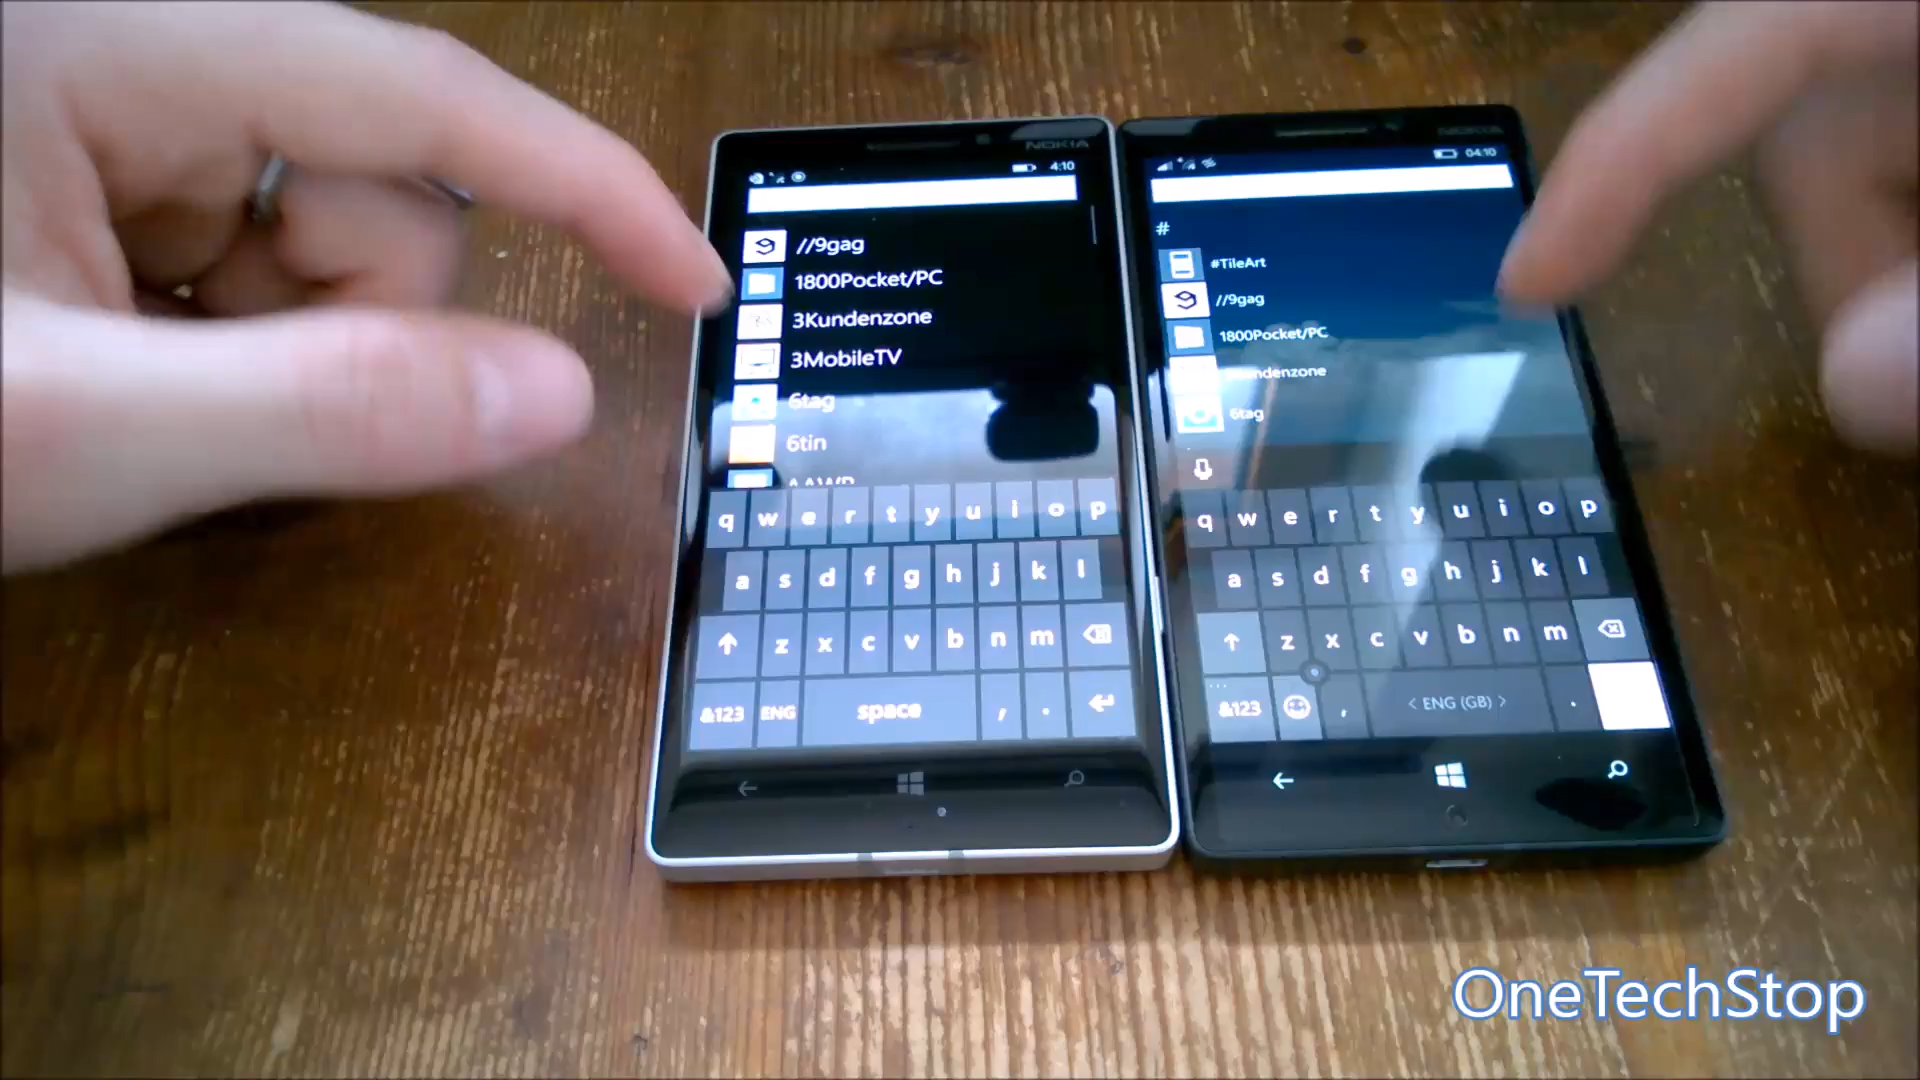 NOKIA
4:10
//9gag
1800Pocket/PC
3Kundenzone
3MobileTV
6tag
6tin
q w e r t y u i o p
a s d f g h j k l
z x c v b n m
&123 ENG space , .
NOKIA
04:10
#
#TileArt
//9gag
1800Pocket/PC
6tag
q w e r t y u i o p
a s d f g h j k l
z x c v b n m
&123 , < ENG (GB) > .
OneTechStop